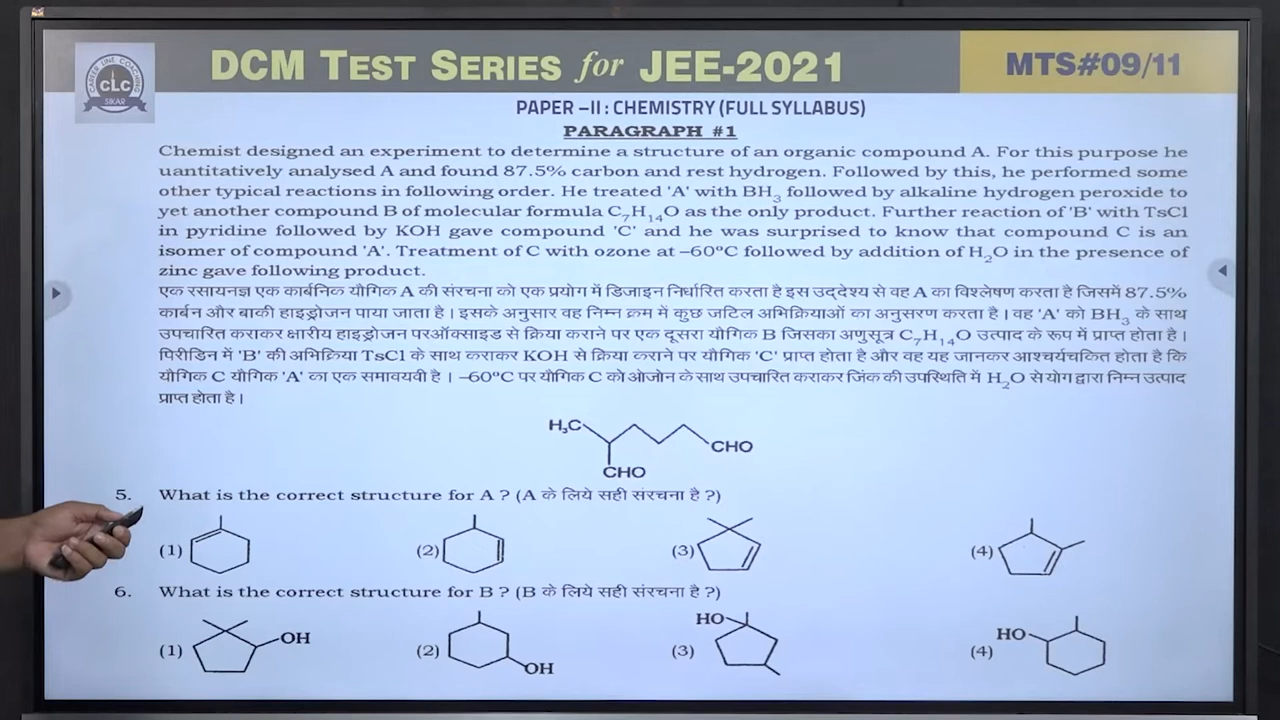 DCM TEST SERIES for JEE-2021
MTS#09/11
CAREER LINE COACHING
CLC
SIKAR
PAPER –II : CHEMISTRY (FULL SYLLABUS)
PARAGRAPH #1
Chemist designed an experiment to determine a structure of an organic compound A. For this purpose he
uantitatively analysed A and found 87.5% carbon and rest hydrogen. Followed by this, he performed some
other typical reactions in following order. He treated 'A' with BH₃ followed by alkaline hydrogen peroxide to
yet another compound B of molecular formula C₇H₁₄O as the only product. Further reaction of 'B' with TsCl
in pyridine followed by KOH gave compound 'C' and he was surprised to know that compound C is an
isomer of compound 'A'. Treatment of C with ozone at –60ºC followed by addition of H₂O in the presence of
zinc gave following product.
एक रसायनज्ञ एक कार्बनिक यौगिक A की संरचना को एक प्रयोग में डिजाइन निर्धारित करता है इस उद्देश्य से वह A का विश्लेषण करता है जिसमें 87.5%
कार्बन और बाकी हाइड्रोजन पाया जाता है। इसके अनुसार वह निम्न क्रम में कुछ जटिल अभिक्रियाओं का अनुसरण करता है। वह 'A' को BH₃ के साथ
उपचारित कराकर क्षारीय हाइड्रोजन परऑक्साइड से क्रिया कराने पर एक दूसरा यौगिक B जिसका अणुसूत्र C₇H₁₄O उत्पाद के रूप में प्राप्त होता है।
पिरीडिन में 'B' की अभिक्रिया TsCl के साथ कराकर KOH से क्रिया कराने पर यौगिक 'C' प्राप्त होता है और वह यह जानकर आश्चर्यचकित होता है कि
यौगिक C यौगिक 'A' का एक समावयवी है। –60ºC पर यौगिक C को ओजोन के साथ उपचारित कराकर जिंक की उपस्थिति में H₂O से योग द्वारा निम्न उत्पाद
प्राप्त होता है।
H₃C
CHO
CHO
5. What is the correct structure for A ? (A के लिये सही संरचना है ?)
(1) (2) (3) (4)
6. What is the correct structure for B ? (B के लिये सही संरचना है ?)
(1) OH (2) OH (3) HO (4) HO